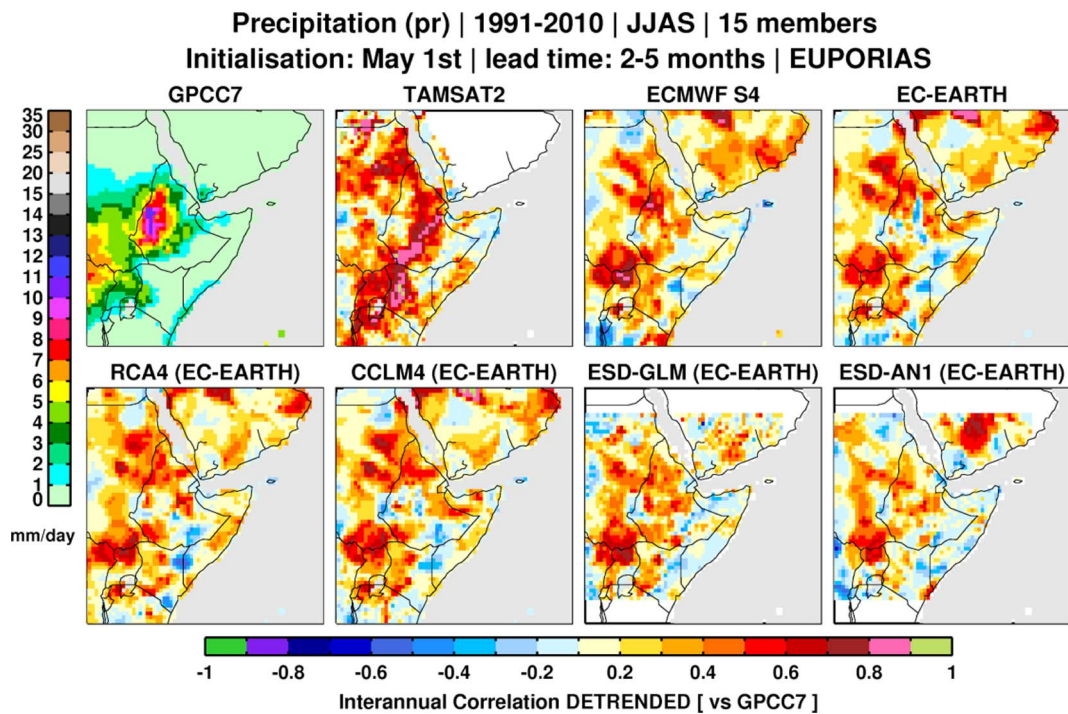 Precipitation (pr) | 1991-2010 | JJAS | 15 members
Initialisation: May 1st | lead time: 2-5 months | EUPORIAS
GPCC7 TAMSAT2 ECMWF S4 EC-EARTH
35
30
25
20
15
14
13
12
11
10
9
8
7
6
5
4
3
2
1
0
mm/day
RCA4 (EC-EARTH) CCLM4 (EC-EARTH) ESD-GLM (EC-EARTH) ESD-AN1 (EC-EARTH)
-1 -0.8 -0.6 -0.4 -0.2 0.2 0.4 0.6 0.8 1
Interannual Correlation DETRENDED [ vs GPCC7 ]